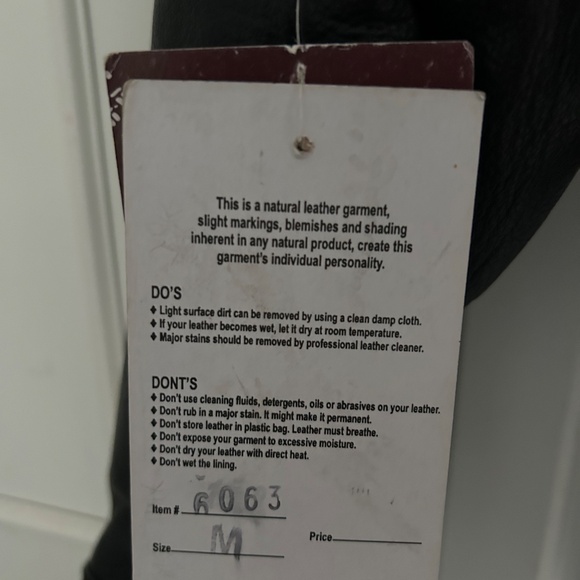 This is a natural leather garment,
slight markings, blemishes and shading
inherent in any natural product, create this
garment's individual personality.
DO'S
♦ Light surface dirt can be removed by using a clean damp cloth.
♦ If your leather becomes wet, let it dry at room temperature.
♦ Major stains should be removed by professional leather cleaner.
DONT'S
♦ Don't use cleaning fluids, detergents, oils or abrasives on your leather.
♦ Don't rub in a major stain. It might make it permanent.
♦ Don't store leather in plastic bag. Leather must breathe.
♦ Don't expose your garment to excessive moisture.
♦ Don't dry your leather with direct heat.
♦ Don't wet the lining.
Item # 6063
Size M Price